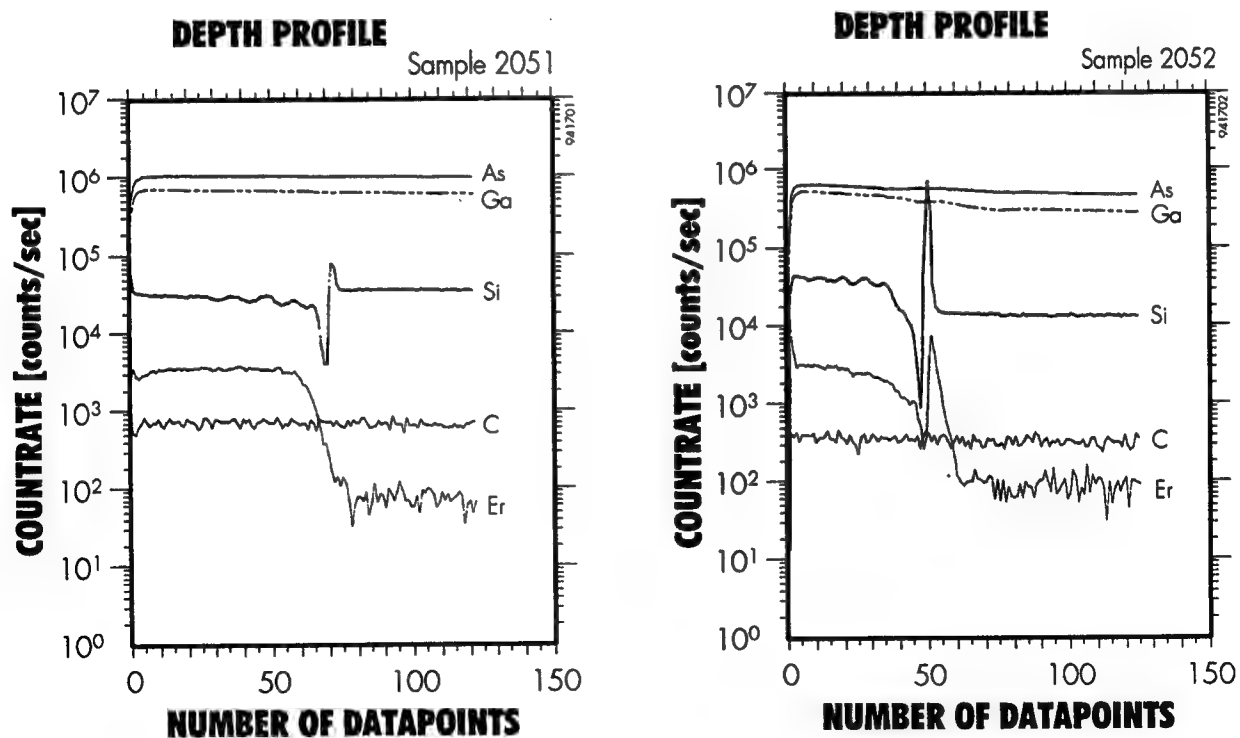 DEPTH PROFILE
Sample 2051
10⁷
10⁶
10⁵
10⁴
10³
10²
10¹
10⁰
COUNTRATE [counts/sec]
As
Ga
Si
C
Er
941701
0 50 100 150
NUMBER OF DATAPOINTS
DEPTH PROFILE
Sample 2052
10⁷
10⁶
10⁵
10⁴
10³
10²
10¹
10⁰
COUNTRATE [counts/sec]
As
Ga
Si
C
Er
941702
0 50 100 150
NUMBER OF DATAPOINTS